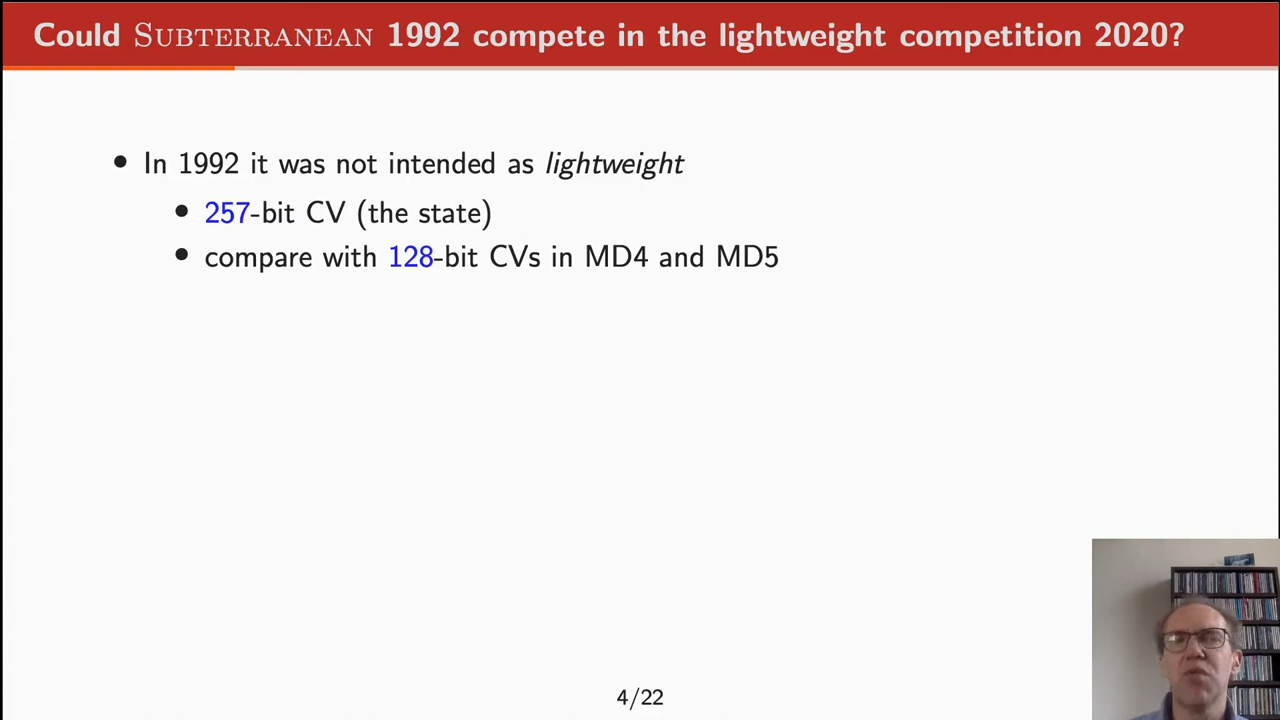 Could SUBTERRANEAN 1992 compete in the lightweight competition 2020?
• In 1992 it was not intended as lightweight
• 257-bit CV (the state)
• compare with 128-bit CVs in MD4 and MD5
4/22